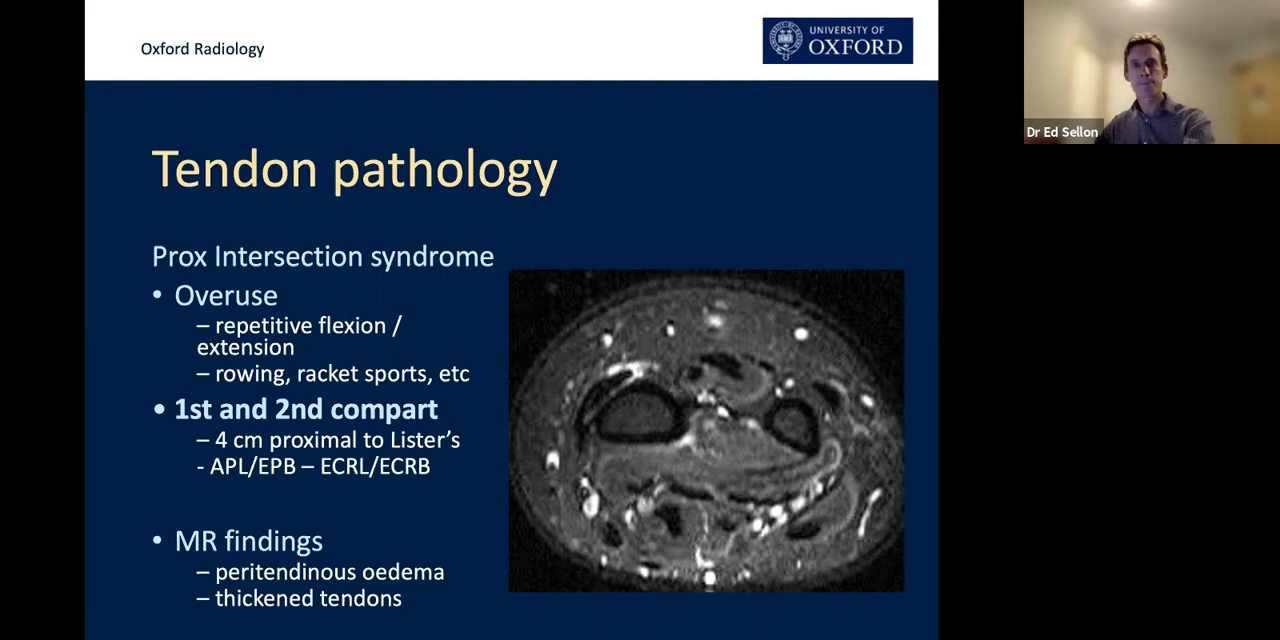 Oxford Radiology
UNIVERSITY OF
OXFORD
Tendon pathology
Prox Intersection syndrome
• Overuse
– repetitive flexion /
extension
– rowing, racket sports, etc
• 1st and 2nd compart
– 4 cm proximal to Lister's
- APL/EPB – ECRL/ECRB
• MR findings
– peritendinous oedema
– thickened tendons
Dr Ed Sellon